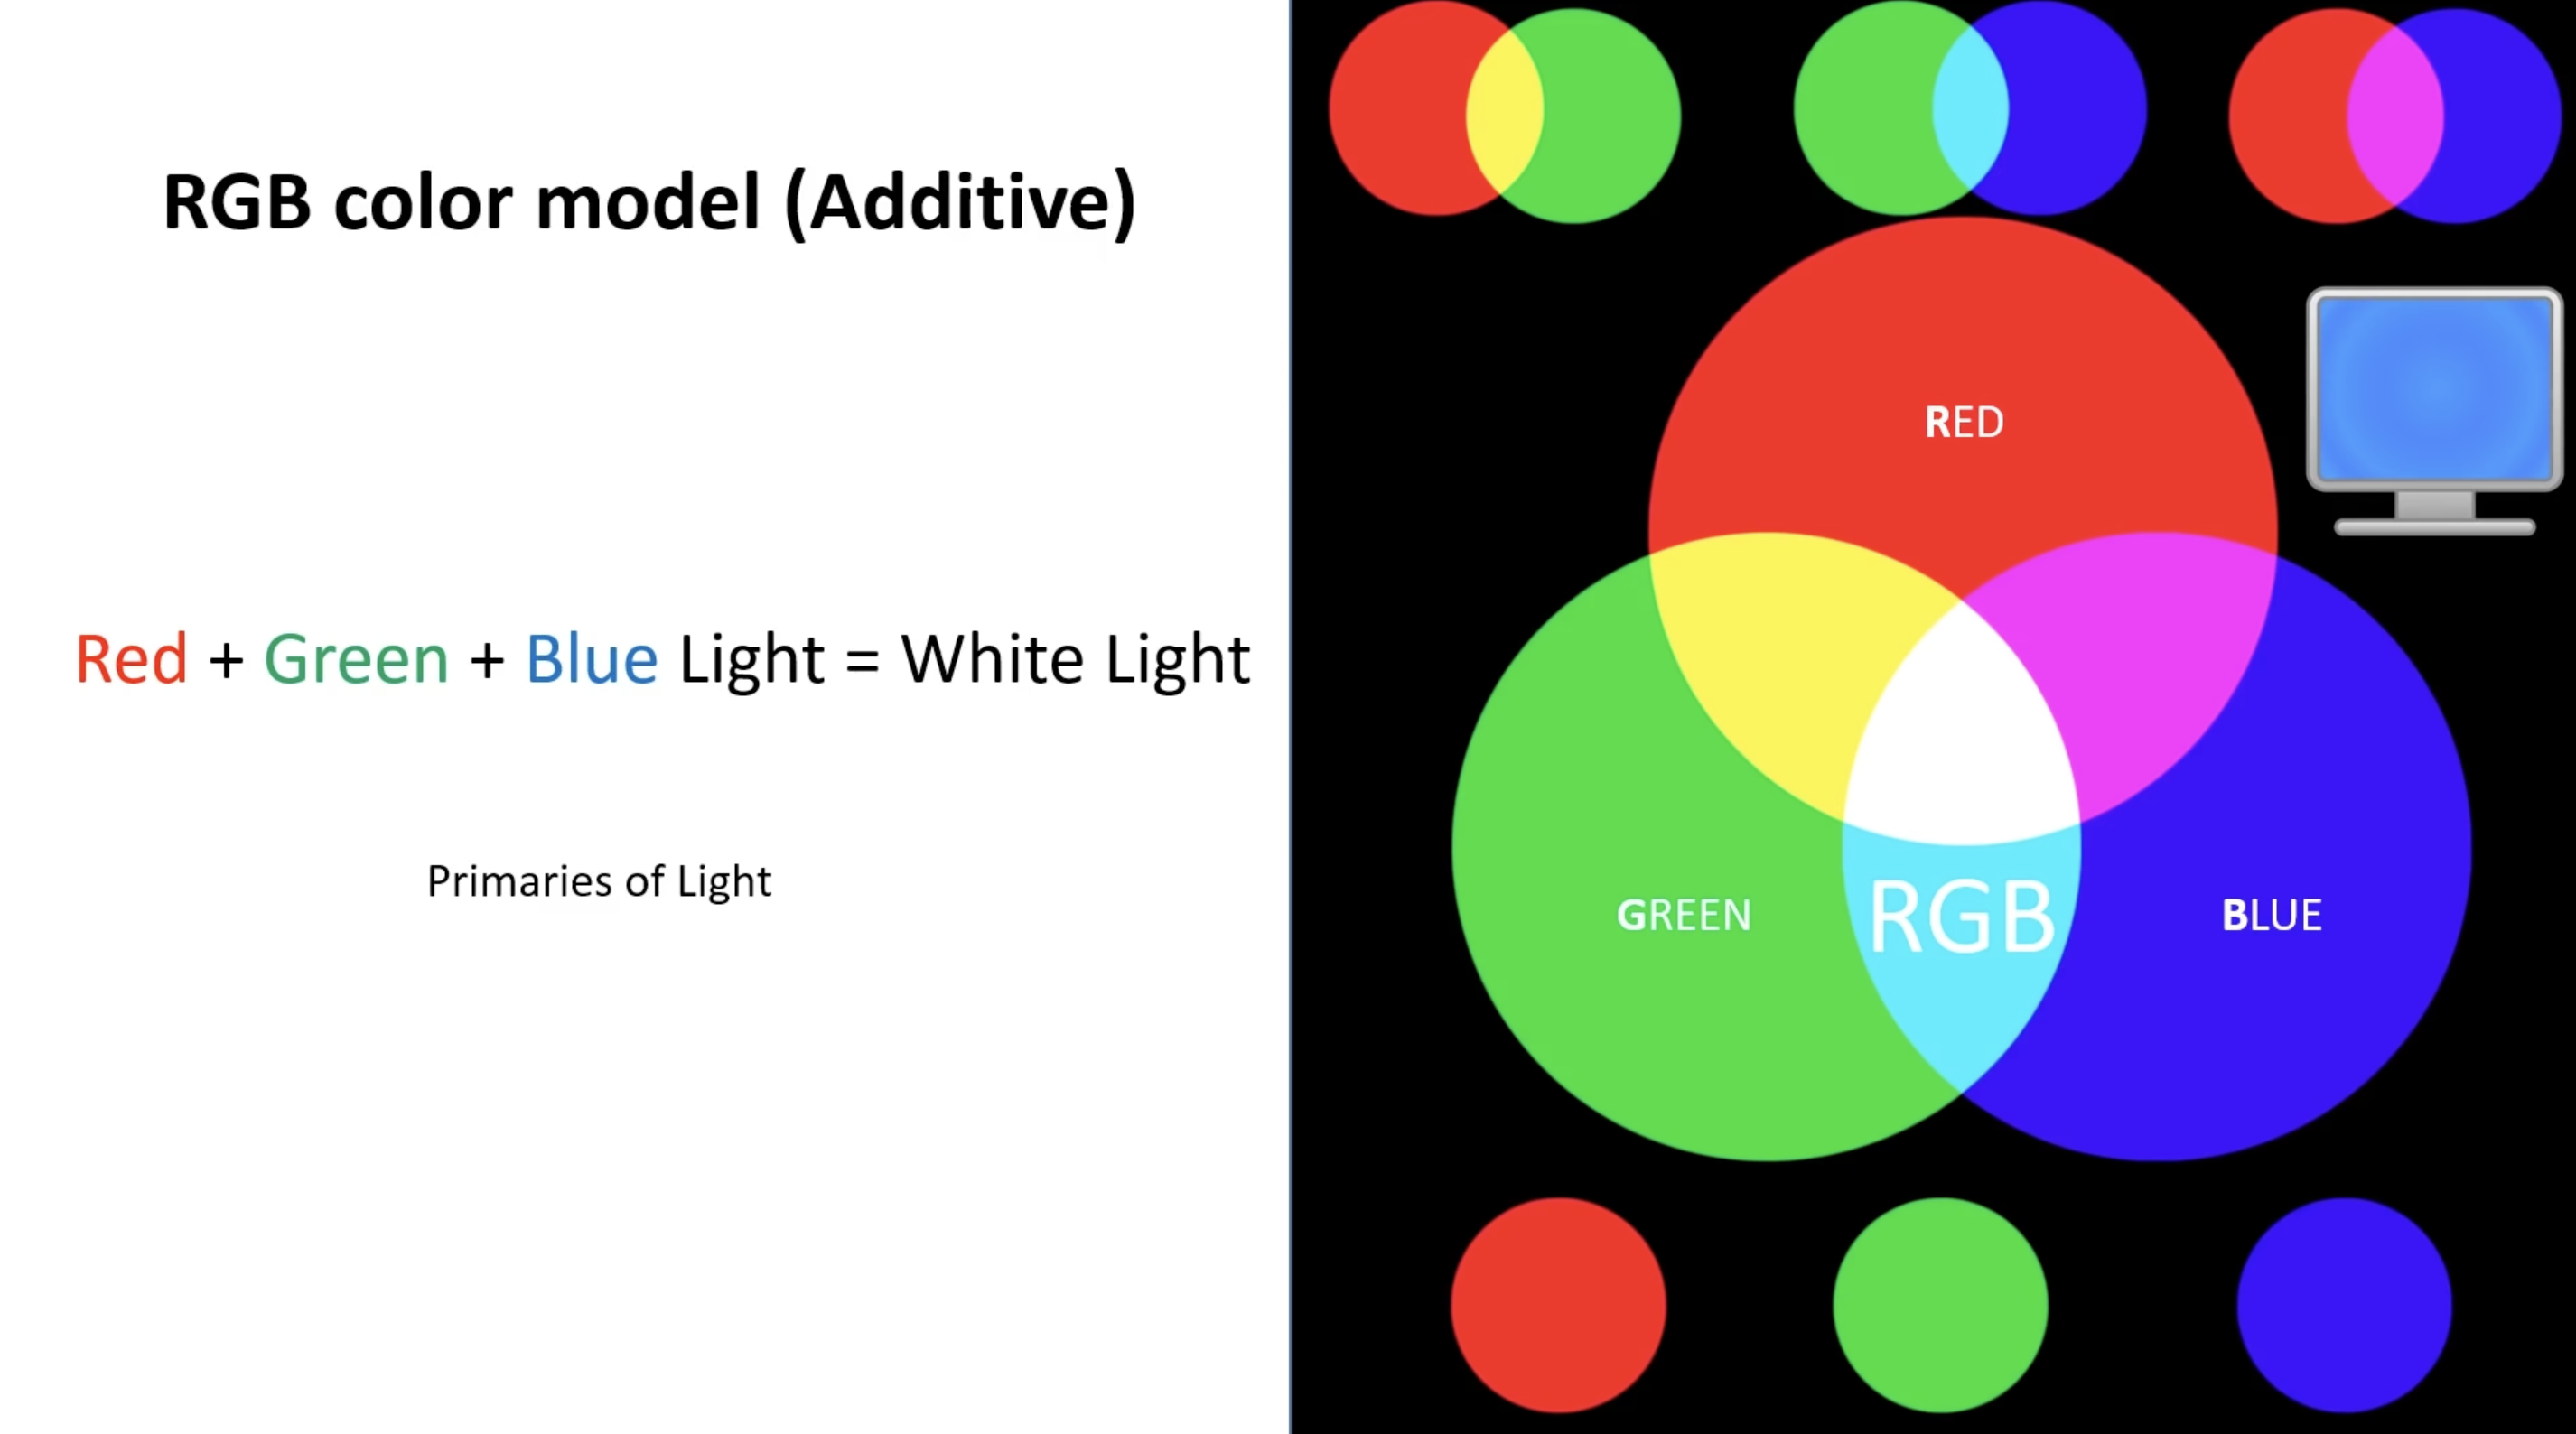 RGB color model (Additive)
Red + Green + Blue Light = White Light
Primaries of Light
RED
GREEN
RGB
BLUE